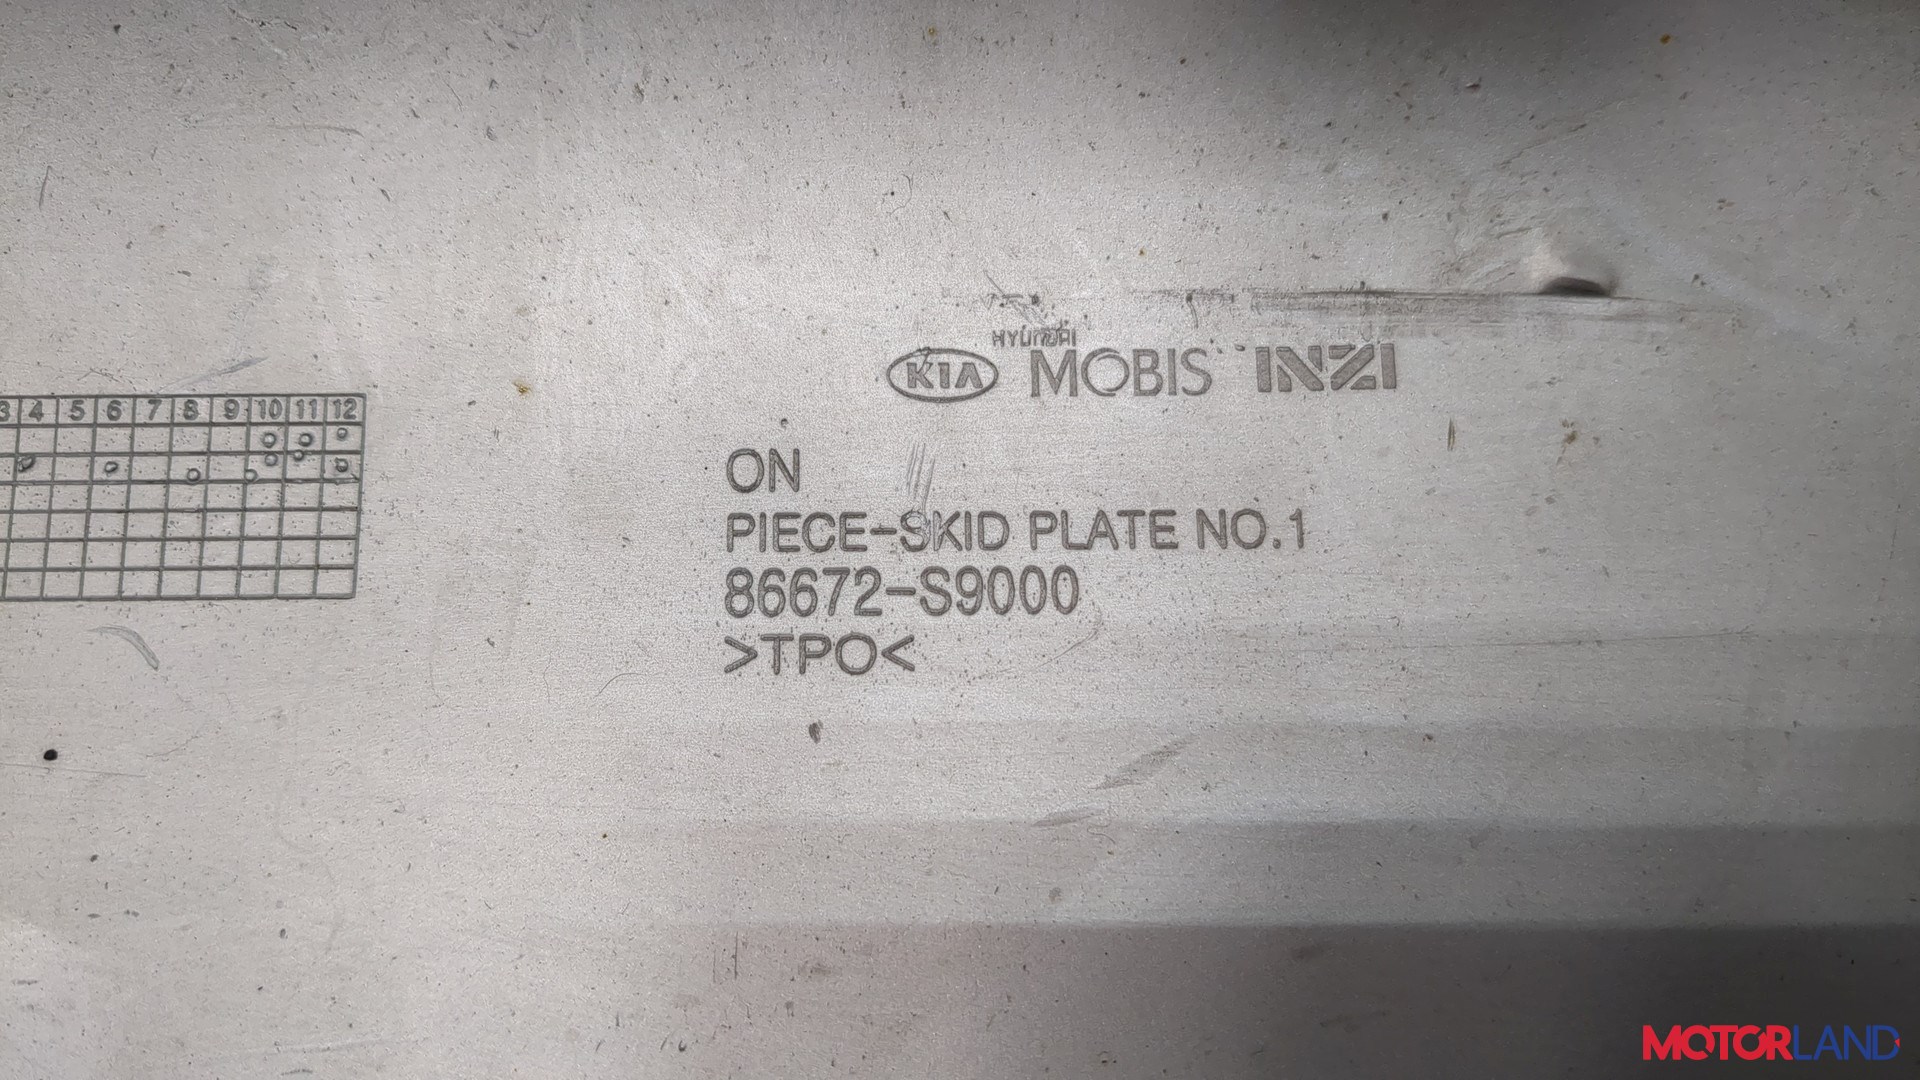 HYUNDAI
KIA MOBIS INZI
3 4 5 6 7 8 9 10 11 12
ON
PIECE-SKID PLATE NO.1
86672-S9000
>TPO<
MOTORLAND